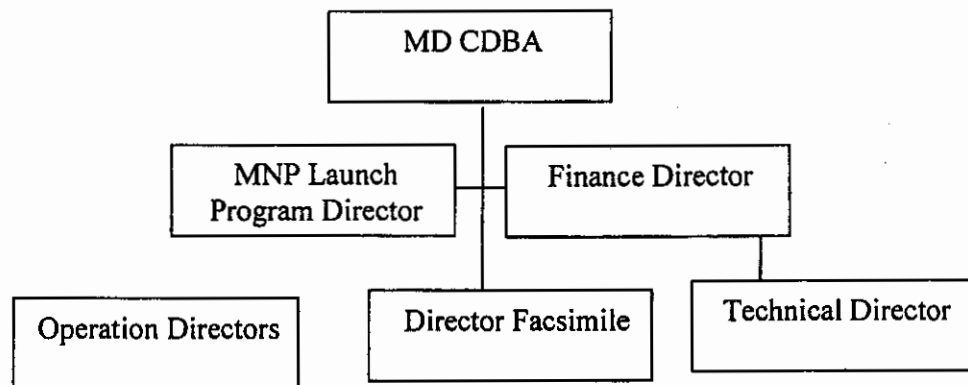 MD CDBA
MNP Launch
Program Director
Finance Director
Operation Directors
Director Facsimile
Technical Director